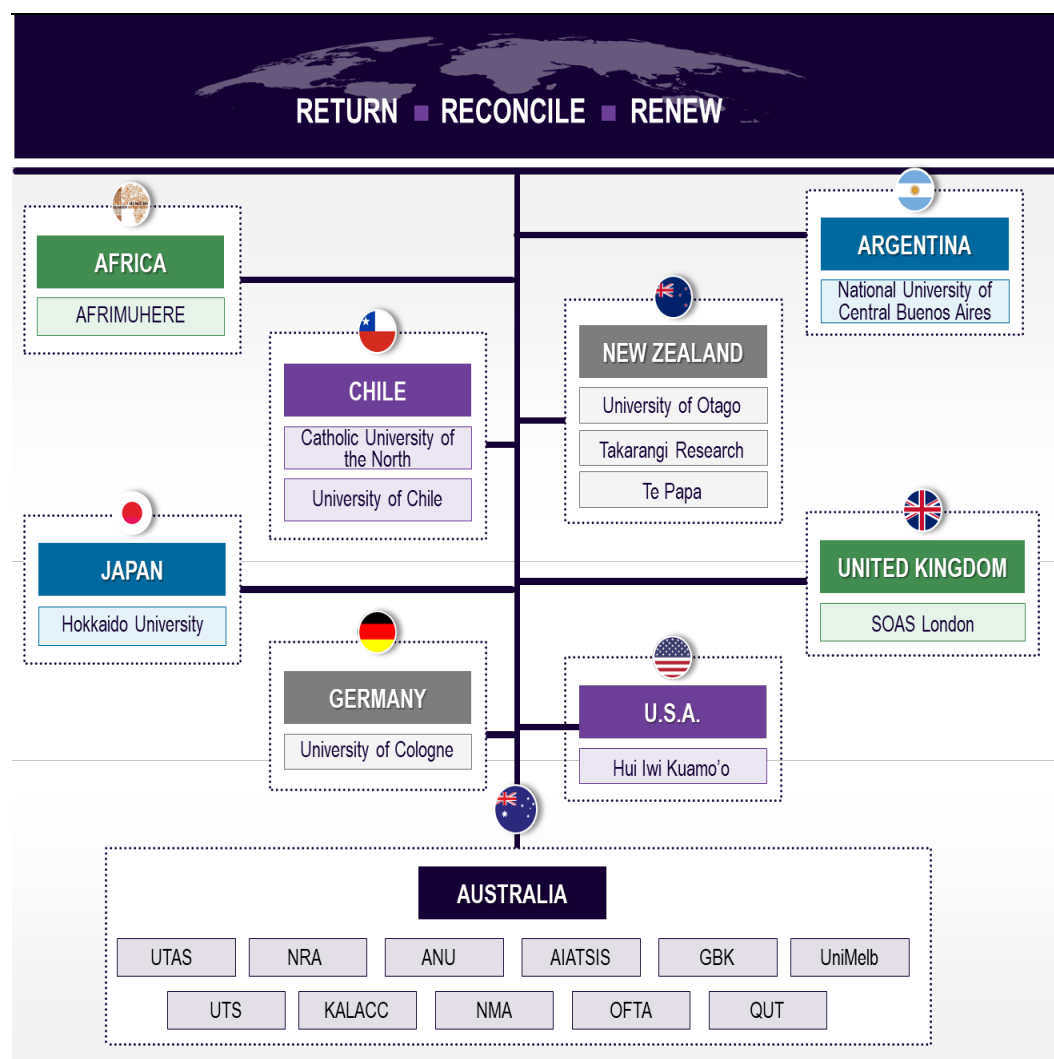 RETURN ■ RECONCILE ■ RENEW
AFRICA
AFRIMUHERE
ARGENTINA
National University of
Central Buenos Aires
CHILE
Catholic University of
the North
University of Chile
NEW ZEALAND
University of Otago
Takarangi Research
Te Papa
JAPAN
Hokkaido University
UNITED KINGDOM
SOAS London
GERMANY
University of Cologne
U.S.A.
Hui Iwi Kuamo’o
AUSTRALIA
UTAS
NRA
ANU
AIATSIS
GBK
UniMelb
UTS
KALACC
NMA
OFTA
QUT